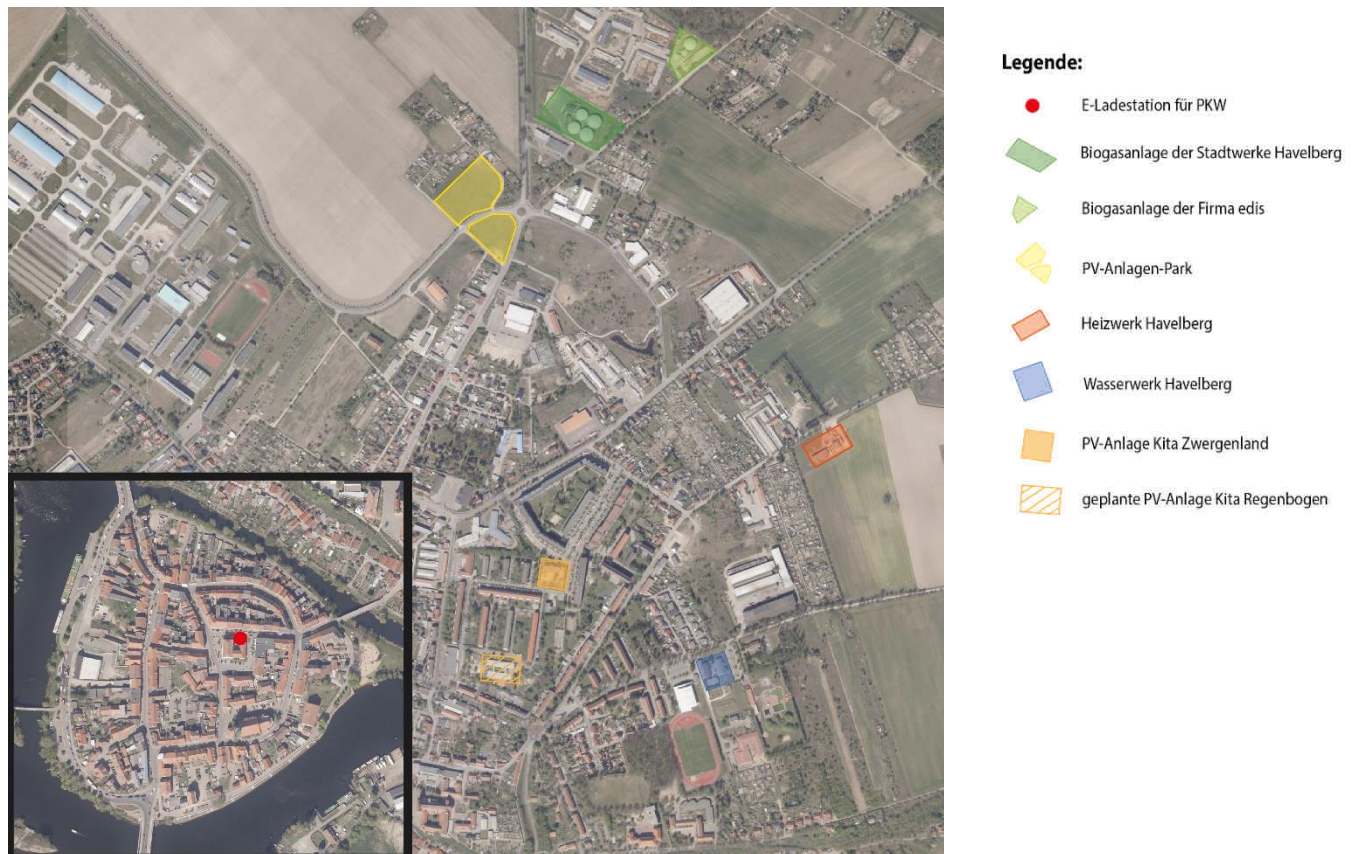 Legende:
E-Ladestation für PKW
Biogasanlage der Stadtwerke Havelberg
Biogasanlage der Firma edis
PV-Anlagen-Park
Heizwerk Havelberg
Wasserwerk Havelberg
PV-Anlage Kita Zwergenland
geplante PV-Anlage Kita Regenbogen